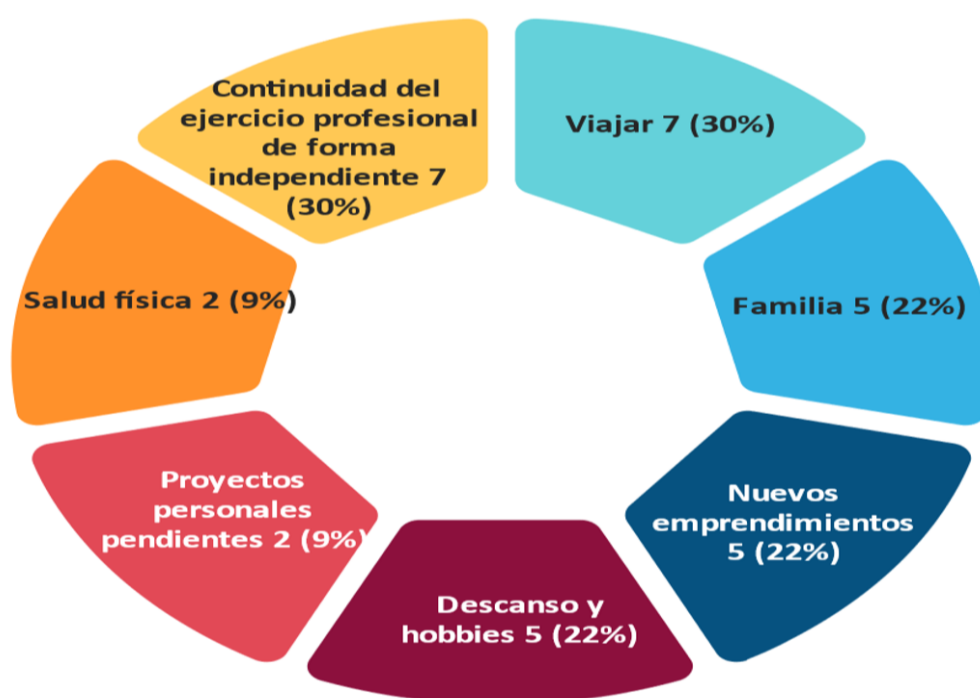 Continuidad del
ejercicio profesional
de forma
independiente 7
(30%)
Viajar 7 (30%)
Salud física 2 (9%)
Familia 5 (22%)
Proyectos
personales
pendientes 2 (9%)
Nuevos
emprendimientos
5 (22%)
Descanso y
hobbies 5 (22%)